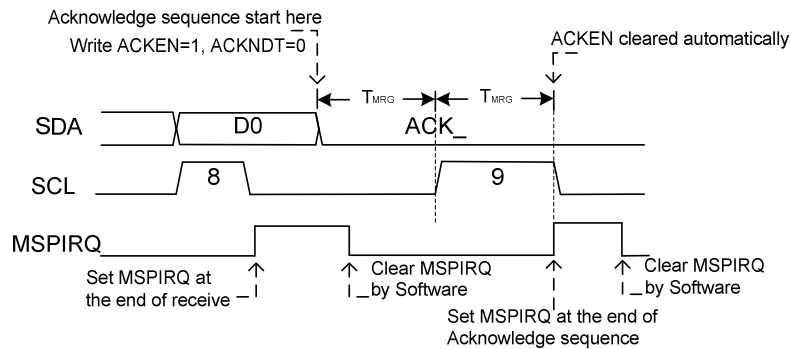 Acknowledge sequence start here
Write ACKEN=1, ACKNDT=0
ACKEN cleared automatically
TMRG
TMRG
SDA
D0
ACK_
SCL
8
9
MSPIRQ
Set MSPIRQ at
the end of receive
Clear MSPIRQ
by Software
Set MSPIRQ at the end of
Acknowledge sequence
Clear MSPIRQ
by Software